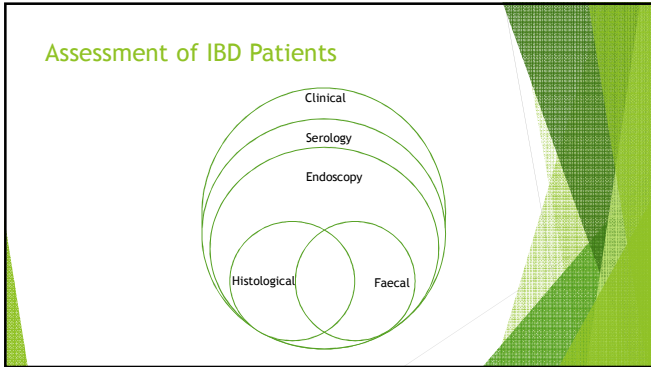 Assessment of IBD Patients
Clinical
Serology
Endoscopy
Histological
Faecal